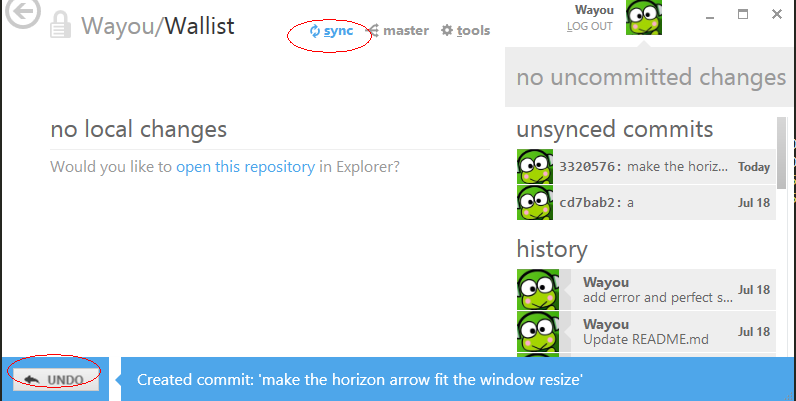 Wayou/Wallist
sync
master
tools
Wayou
LOG OUT
no uncommitted changes
no local changes
Would you like to open this repository in Explorer?
unsynced commits
3320576: make the horiz... Today
cd7bab2: a Jul 18
history
Wayou
add error and perfect s... Jul 18
Wayou
Update README.md Jul 18
UNDO
Created commit: 'make the horizon arrow fit the window resize'